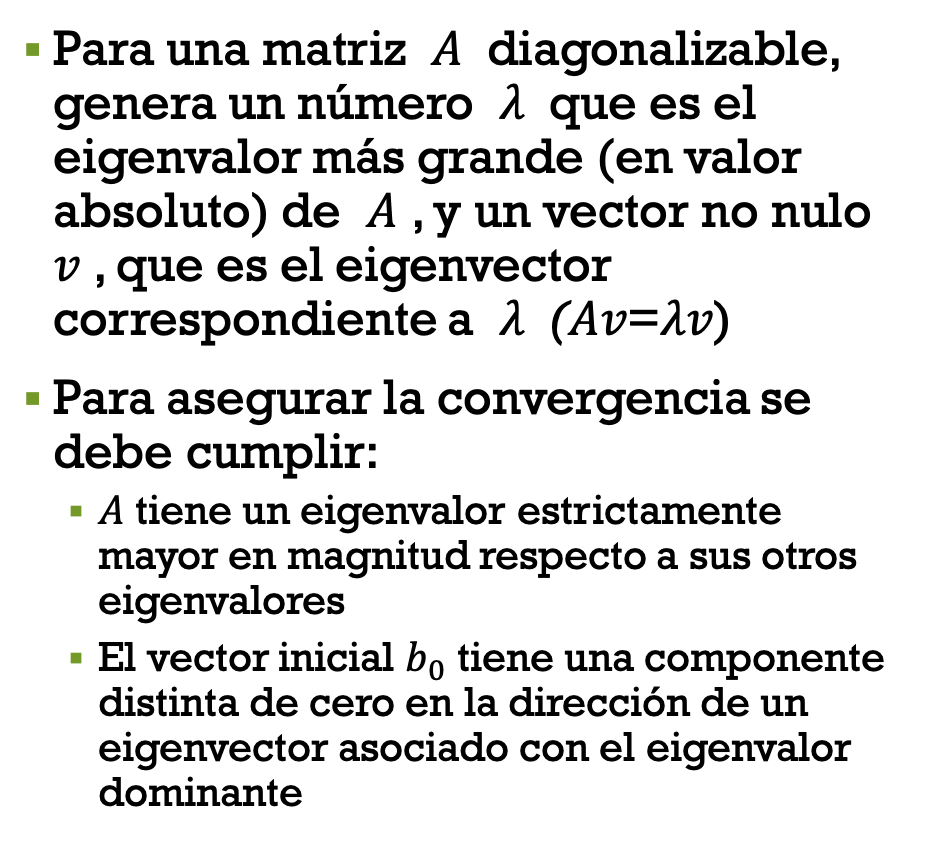 ▪ Para una matriz A diagonalizable,
genera un número λ que es el
eigenvalor más grande (en valor
absoluto) de A , y un vector no nulo
v , que es el eigenvector
correspondiente a λ (Av=λv)
▪ Para asegurar la convergencia se
debe cumplir:
▪ A tiene un eigenvalor estrictamente
mayor en magnitud respecto a sus otros
eigenvalores
▪ El vector inicial b₀ tiene una componente
distinta de cero en la dirección de un
eigenvector asociado con el eigenvalor
dominante